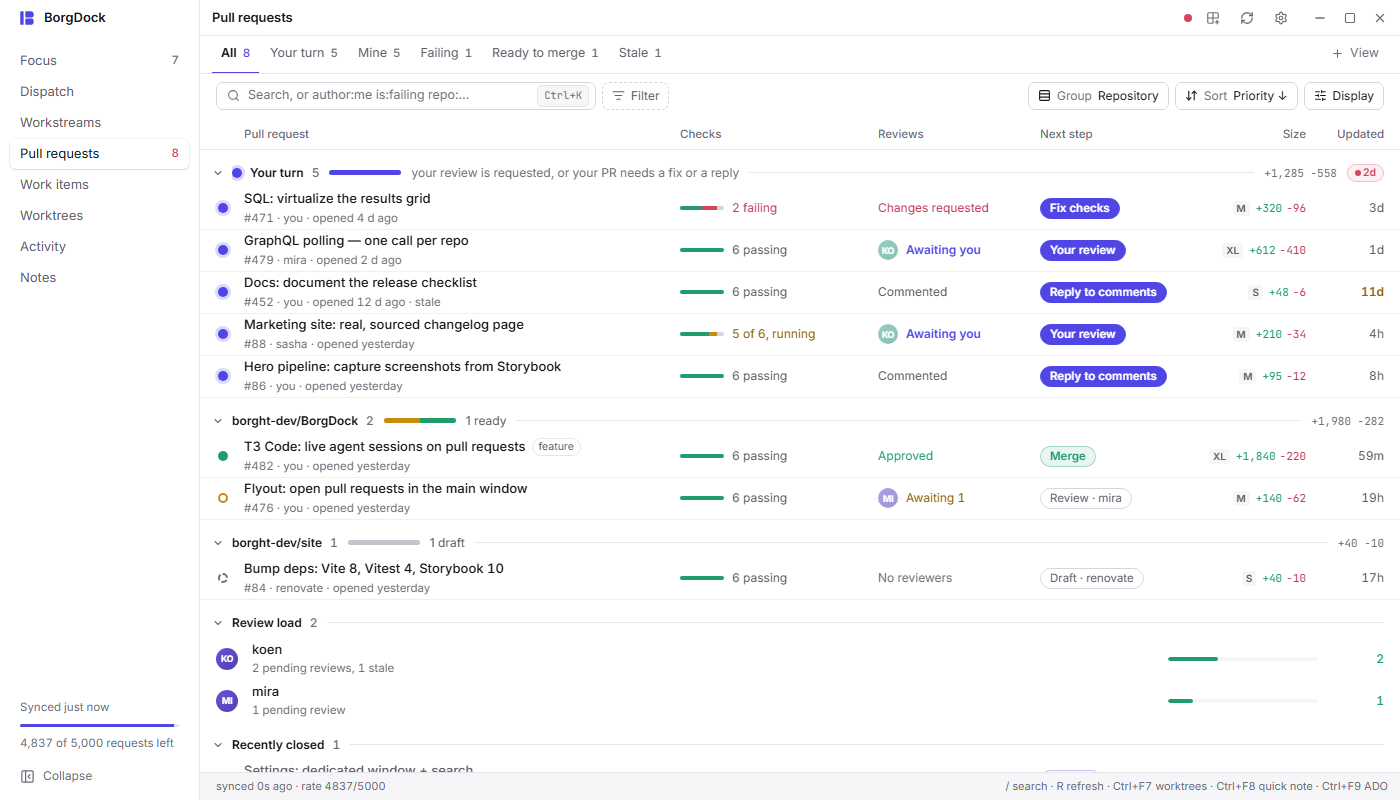 BorgDock
Pull requests
Focus 7
Dispatch
Workstreams
Pull requests 8
Work items
Worktrees
Activity
Notes
Synced just now
4,837 of 5,000 requests left
Collapse
All 8 Your turn 5 Mine 5 Failing 1 Ready to merge 1 Stale 1 + View
Search, or author:me is:failing repo:... Ctrl+K Filter Group Repository Sort Priority ↓ Display
Pull request Checks Reviews Next step Size Updated
Your turn 5 your review is requested, or your PR needs a fix or a reply +1,285 -558 2d
SQL: virtualize the results grid
#471 · you · opened 4 d ago
2 failing Changes requested Fix checks M +320 -96 3d
GraphQL polling — one call per repo
#479 · mira · opened 2 d ago
6 passing KO Awaiting you Your review XL +612 -410 1d
Docs: document the release checklist
#452 · you · opened 12 d ago · stale
6 passing Commented Reply to comments S +48 -6 11d
Marketing site: real, sourced changelog page
#88 · sasha · opened yesterday
5 of 6, running KO Awaiting you Your review M +210 -34 4h
Hero pipeline: capture screenshots from Storybook
#86 · you · opened yesterday
6 passing Commented Reply to comments M +95 -12 8h
borght-dev/BorgDock 2 1 ready +1,980 -282
T3 Code: live agent sessions on pull requests feature
#482 · you · opened yesterday
6 passing Approved Merge XL +1,840 -220 59m
Flyout: open pull requests in the main window
#476 · you · opened yesterday
6 passing MI Awaiting 1 Review · mira M +140 -62 19h
borght-dev/site 1 1 draft +40 -10
Bump deps: Vite 8, Vitest 4, Storybook 10
#84 · renovate · opened yesterday
6 passing No reviewers Draft · renovate S +40 -10 17h
Review load 2
KO koen
2 pending reviews, 1 stale
2
MI mira
1 pending review
1
Recently closed 1
Settings: dedicated window + search
synced 0s ago · rate 4837/5000
/ search · R refresh · Ctrl+F7 worktrees · Ctrl+F8 quick note · Ctrl+F9 ADO